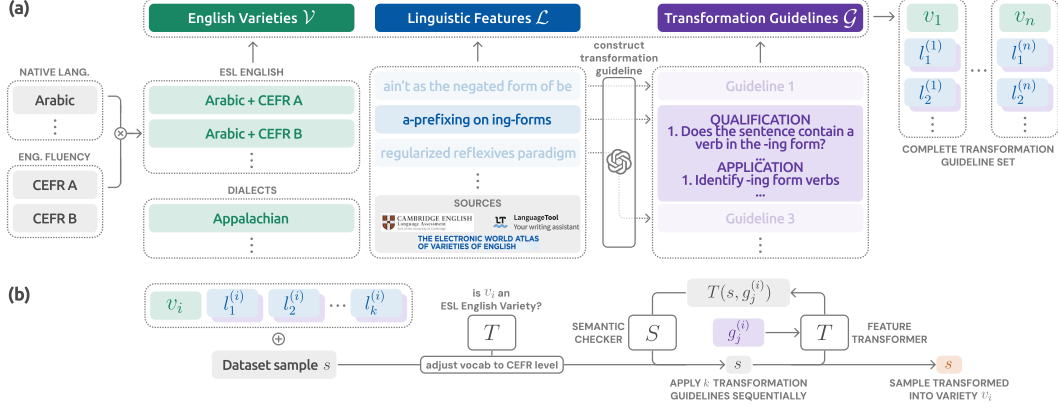 (a)
English Varieties 𝒱
Linguistic Features ℒ
Transformation Guidelines 𝒢
v₁
vₙ
NATIVE LANG.
Arabic
⋮
ENG. FLUENCY
CEFR A
CEFR B
ESL ENGLISH
Arabic + CEFR A
Arabic + CEFR B
⋮
DIALECTS
Appalachian
⋮
ain't as the negated form of be
a-prefixing on ing-forms
regularized reflexives paradigm
⋮
SOURCES
CAMBRIDGE ENGLISH
Language Assessment
LT LanguageTool
Your writing assistant
THE ELECTRONIC WORLD ATLAS
OF VARIETIES OF ENGLISH
construct
transformation
guideline
Guideline 1
QUALIFICATION
1. Does the sentence contain a
verb in the -ing form?
...
APPLICATION
1. Identify -ing form verbs
...
Guideline 3
⋮
l₁⁽¹⁾ l₁⁽ⁿ⁾
...
l₂⁽¹⁾ l₂⁽ⁿ⁾
⋮ ⋮
COMPLETE TRANSFORMATION
GUIDELINE SET
(b)
vᵢ l₁⁽ⁱ⁾ l₂⁽ⁱ⁾ ... lₖ⁽ⁱ⁾
⊕
Dataset sample s
is vᵢ an
ESL English Variety?
T
adjust vocab to CEFR level
T(s, gⱼ⁽ⁱ⁾)
SEMANTIC
CHECKER
S
gⱼ⁽ⁱ⁾
T
FEATURE
TRANSFORMER
s
APPLY k TRANSFORMATION
GUIDELINES SEQUENTIALLY
s
SAMPLE TRANSFORMED
INTO VARIETY vᵢ